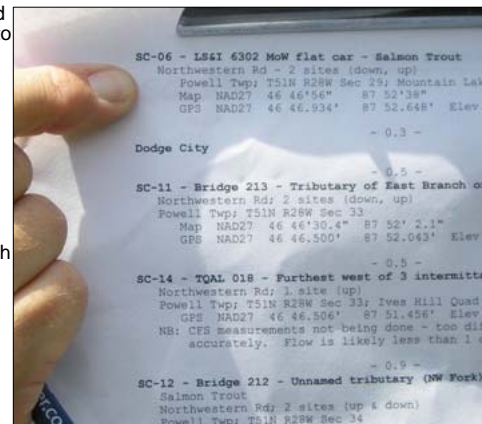 d
o
SC-06 - LS&I 6302 MoW flat car - Salmon Trout
Northwestern Rd - 2 sites (down, up)
Powell Twp; T51N R28W Sec 29; Mountain Lak
Map NAD27 46 46'56" 87 52'38"
GPS NAD27 46 46.934' 87 52.648' Elev
- 0.3 -
Dodge City
- 0.5 -
SC-11 - Bridge 213 - Tributary of East Branch o
Northwestern Rd; 2 sites (down, up)
Powell Twp; T51N R28W Sec 33
Map NAD27 46 46'30.4" 87 52' 2.1"
GPS NAD27 46 46.500' 87 52.043' Elev
- 0.5 -
h
SC-14 - TQAL 018 - Furthest west of 3 intermitt
Northwestern Rd; 1 site (up)
Powell Twp; T51N R28W Sec 33; Ives Hill Quad
GPS NAD27 46 46.506' 87 51.456' Elev
NB: CFS measurements not being done - too di
accurately. Flow is likely less than 1
- 0.9 -
SC-12 - Bridge 212 - Unnamed tributary (NW Fork)
Salmon Trout
Northwestern Rd; 2 sites (up & down)
Powell Twp; T51N R28W Sec 34
er.co